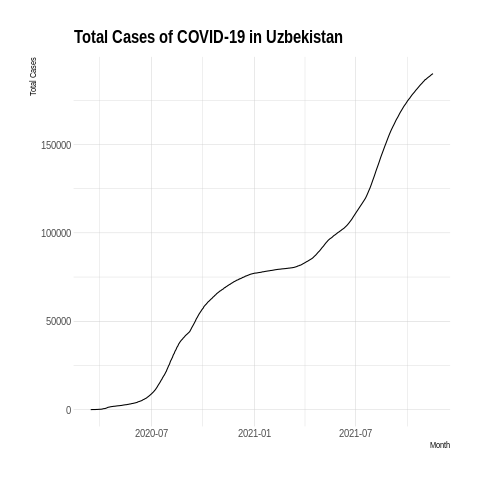 Total Cases of COVID-19 in Uzbekistan
Total Cases
150000
100000
50000
0
2020-07
2021-01
2021-07
Month